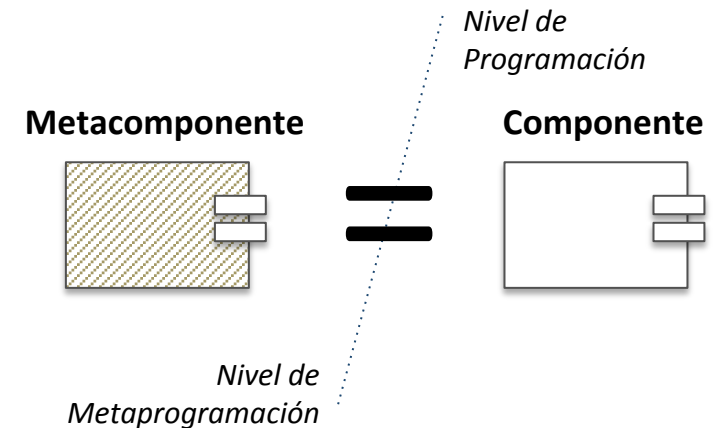 Nivel de
Programación
Metacomponente
Componente
Nivel de
Metaprogramación